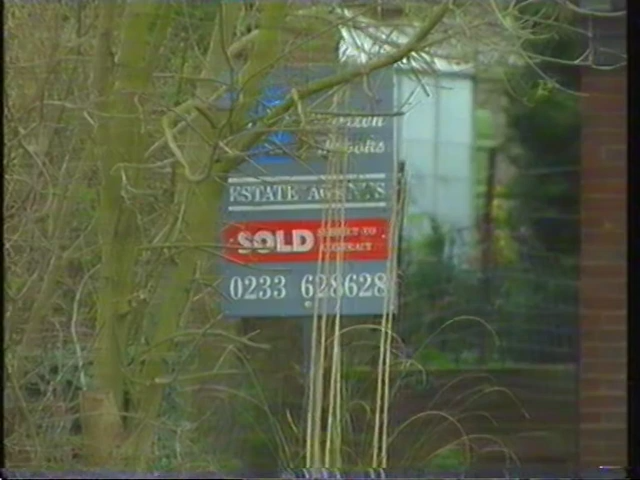 ESTATE AGENTS
SOLD SUBJECT TO
CONTRACT
0233 628628